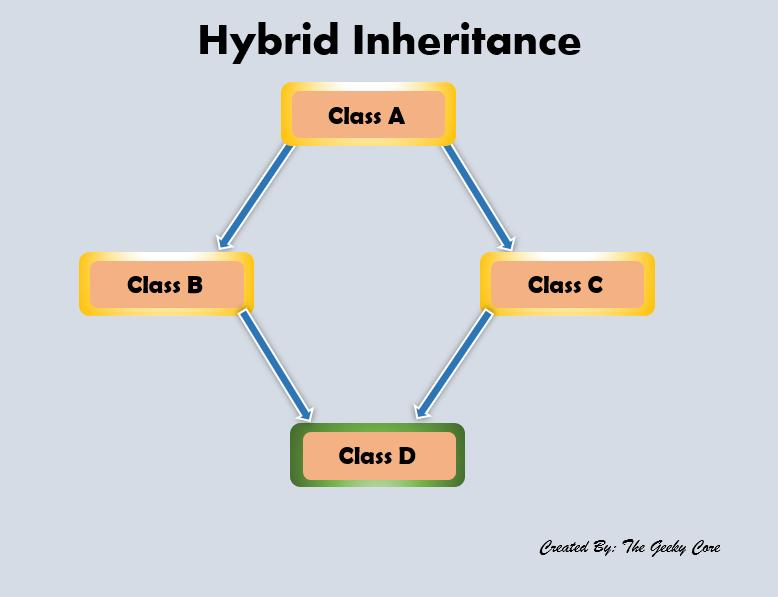 Hybrid Inheritance
Class A
Class B
Class C
Class D
Created By: The Geeky Core